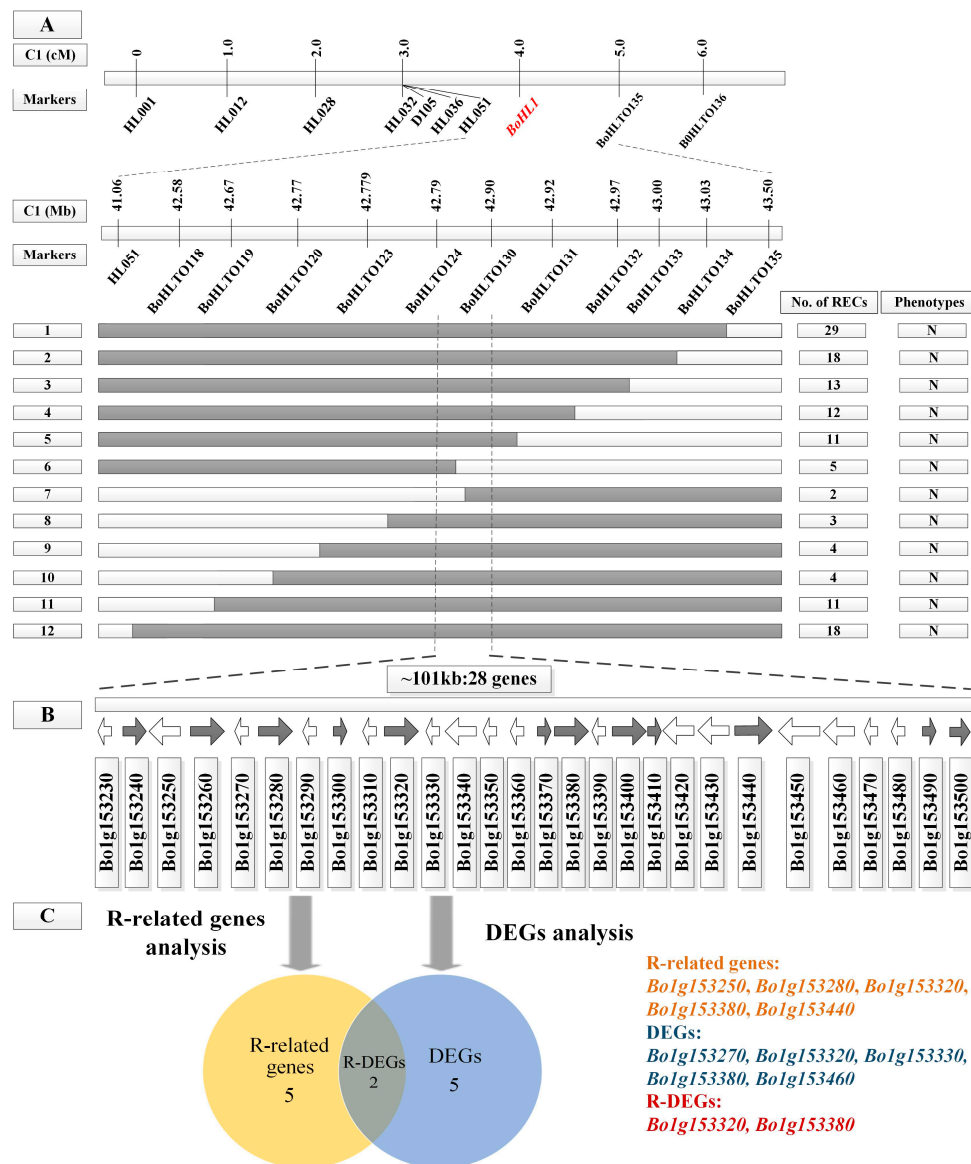 A
C1 (cM)
0
1.0
2.0
3.0
4.0
5.0
6.0
Markers
HL001
HL012
HL028
HL032
D105
HL036
HL051
BoHL1
BoHLTO135
BoHLTO136
C1 (Mb)
41.06
42.58
42.67
42.77
42.779
42.79
42.90
42.92
42.97
43.00
43.03
43.50
Markers
HL051
BoHLTO118
BoHLTO119
BoHLTO120
BoHLTO123
BoHLTO124
BoHLTO130
BoHLTO131
BoHLTO132
BoHLTO133
BoHLTO134
BoHLTO135
No. of RECs
Phenotypes
1 29 N
2 18 N
3 13 N
4 12 N
5 11 N
6 5 N
7 2 N
8 3 N
9 4 N
10 4 N
11 11 N
12 18 N
~101kb:28 genes
B
Bo1g153230
Bo1g153240
Bo1g153250
Bo1g153260
Bo1g153270
Bo1g153280
Bo1g153290
Bo1g153300
Bo1g153310
Bo1g153320
Bo1g153330
Bo1g153340
Bo1g153350
Bo1g153360
Bo1g153370
Bo1g153380
Bo1g153390
Bo1g153400
Bo1g153410
Bo1g153420
Bo1g153430
Bo1g153440
Bo1g153450
Bo1g153460
Bo1g153470
Bo1g153480
Bo1g153490
Bo1g153500
C
R-related genes
analysis
DEGs analysis
R-related
genes
5
R-DEGs
2
DEGs
5
R-related genes:
Bo1g153250, Bo1g153280, Bo1g153320,
Bo1g153380, Bo1g153440
DEGs:
Bo1g153270, Bo1g153320, Bo1g153330,
Bo1g153380, Bo1g153460
R-DEGs:
Bo1g153320, Bo1g153380